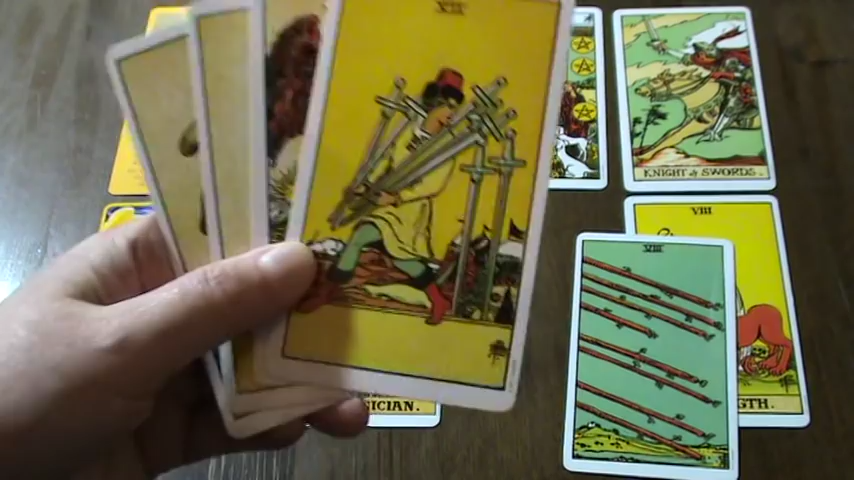 VII
KNIGHT of SWORDS.
VIII
VIII
ICIAN.
GTH.